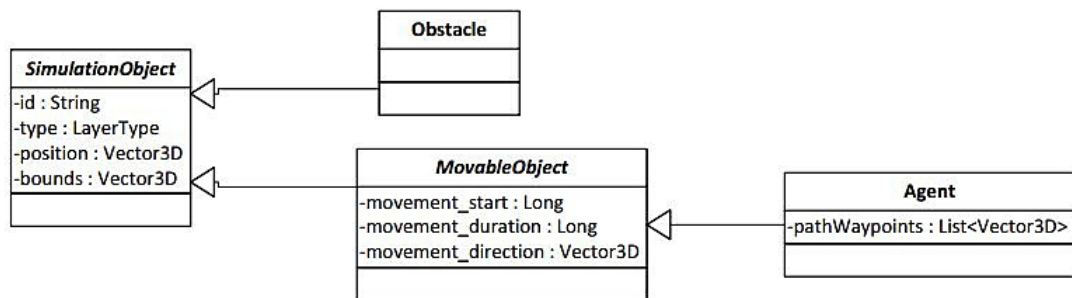 Obstacle
SimulationObject
-id : String
-type : LayerType
-position : Vector3D
-bounds : Vector3D
MovableObject
-movement_start : Long
-movement_duration : Long
-movement_direction : Vector3D
Agent
-pathWaypoints : List<Vector3D>